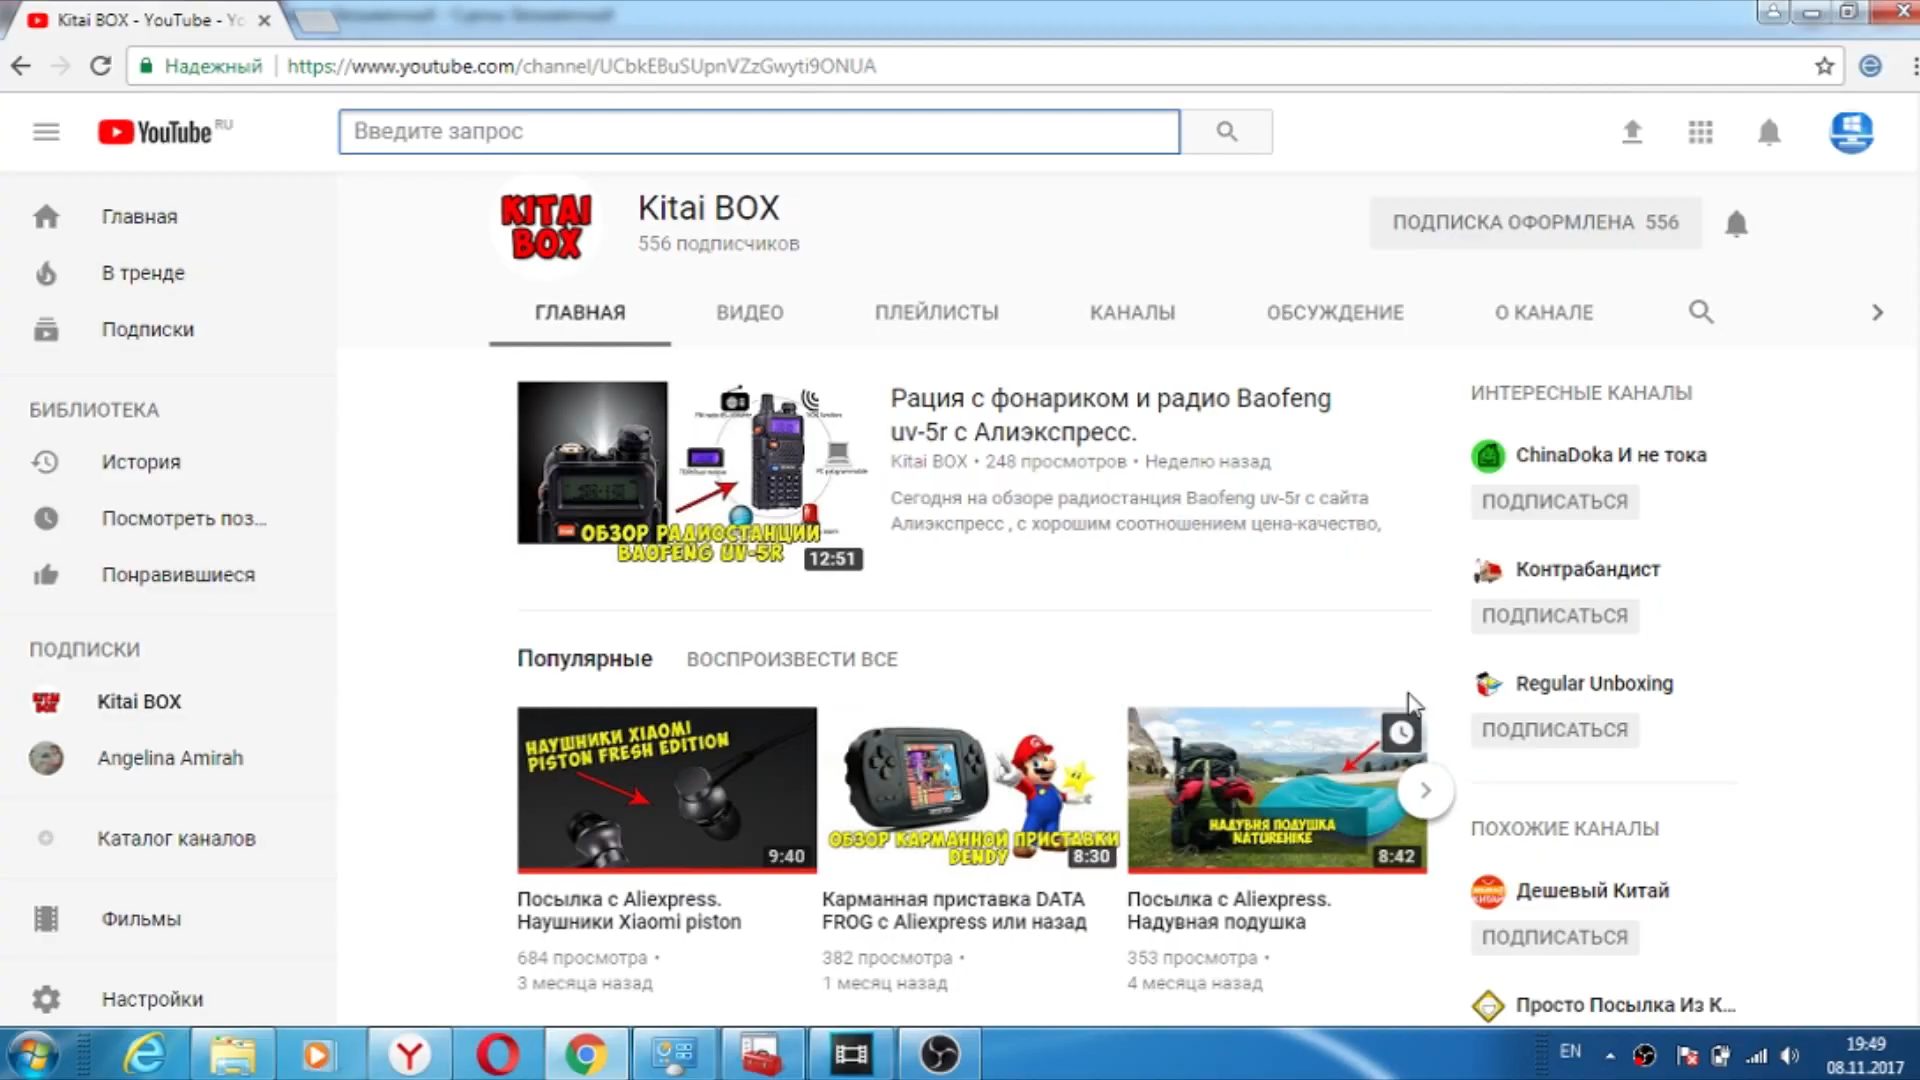 Kitai BOX - YouTube - Yo
Надежный
https://www.youtube.com/channel/UCbkEBuSUpnVZzGwyti9ONUA
YouTube RU
Введите запрос
Главная
В тренде
Подписки
БИБЛИОТЕКА
История
Посмотреть поз...
Понравившиеся
ПОДПИСКИ
Kitai BOX
Angelina Amirah
Каталог каналов
Фильмы
Настройки
KITAI
BOX
Kitai BOX
556 подписчиков
ПОДПИСКА ОФОРМЛЕНА 556
ГЛАВНАЯ
ВИДЕО
ПЛЕЙЛИСТЫ
КАНАЛЫ
ОБСУЖДЕНИЕ
О КАНАЛЕ
ОБЗОР РАДИОСТАНЦИИ
BAOFENG UV-5R
12:51
Рация с фонариком и радио Baofeng
uv-5r с Алиэкспресс.
Kitai BOX • 248 просмотров • Неделю назад
Сегодня на обзоре радиостанция Baofeng uv-5r с сайта
Алиэкспресс , с хорошим соотношением цена-качество,
Популярные
ВОСПРОИЗВЕСТИ ВСЕ
НАУШНИКИ XIAOMI
PISTON FRESH EDITION
9:40
Посылка с Aliexpress.
Наушники Xiaomi piston
684 просмотра •
3 месяца назад
ОБЗОР КАРМАННОЙ ПРИСТАВКИ
DENDY
8:30
Карманная приставка DATA
FROG с Aliexpress или назад
382 просмотра •
1 месяц назад
НАДУВНЯ ПОДУШКА
NATUREHIKE
8:42
Посылка с Aliexpress.
Надувная подушка
353 просмотра •
4 месяца назад
ИНТЕРЕСНЫЕ КАНАЛЫ
ChinaDoka И не тока
ПОДПИСАТЬСЯ
Контрабандист
ПОДПИСАТЬСЯ
Regular Unboxing
ПОДПИСАТЬСЯ
ПОХОЖИЕ КАНАЛЫ
Дешевый Китай
ПОДПИСАТЬСЯ
Просто Посылка Из К...
EN
19:49
08.11.2017